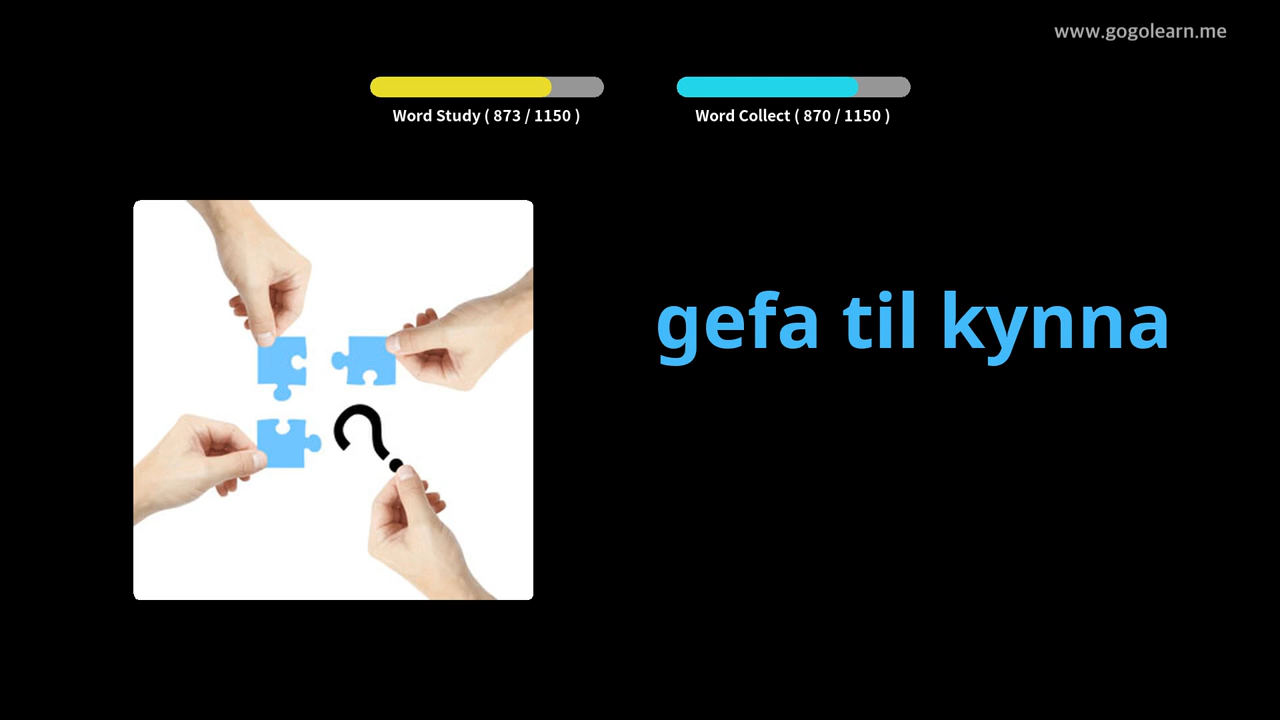 www.gogolearn.me
Word Study ( 873 / 1150 )
Word Collect ( 870 / 1150 )
gefa til kynna
?